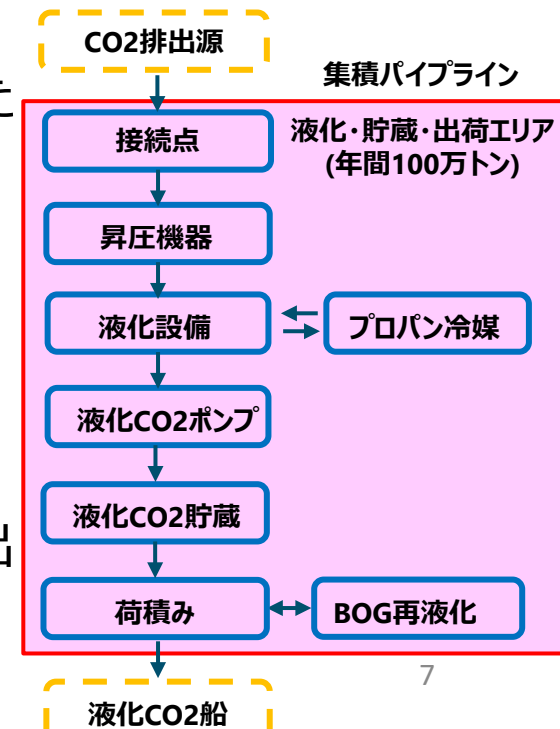 CO2排出源
集積パイプライン
た
液化・貯蔵・出荷エリア
(年間100万トン)
接続点
昇圧機器
液化設備
プロパン冷媒
液化CO2ポンプ
液化CO2貯蔵
出
荷積み
BOG再液化
7
液化CO2船